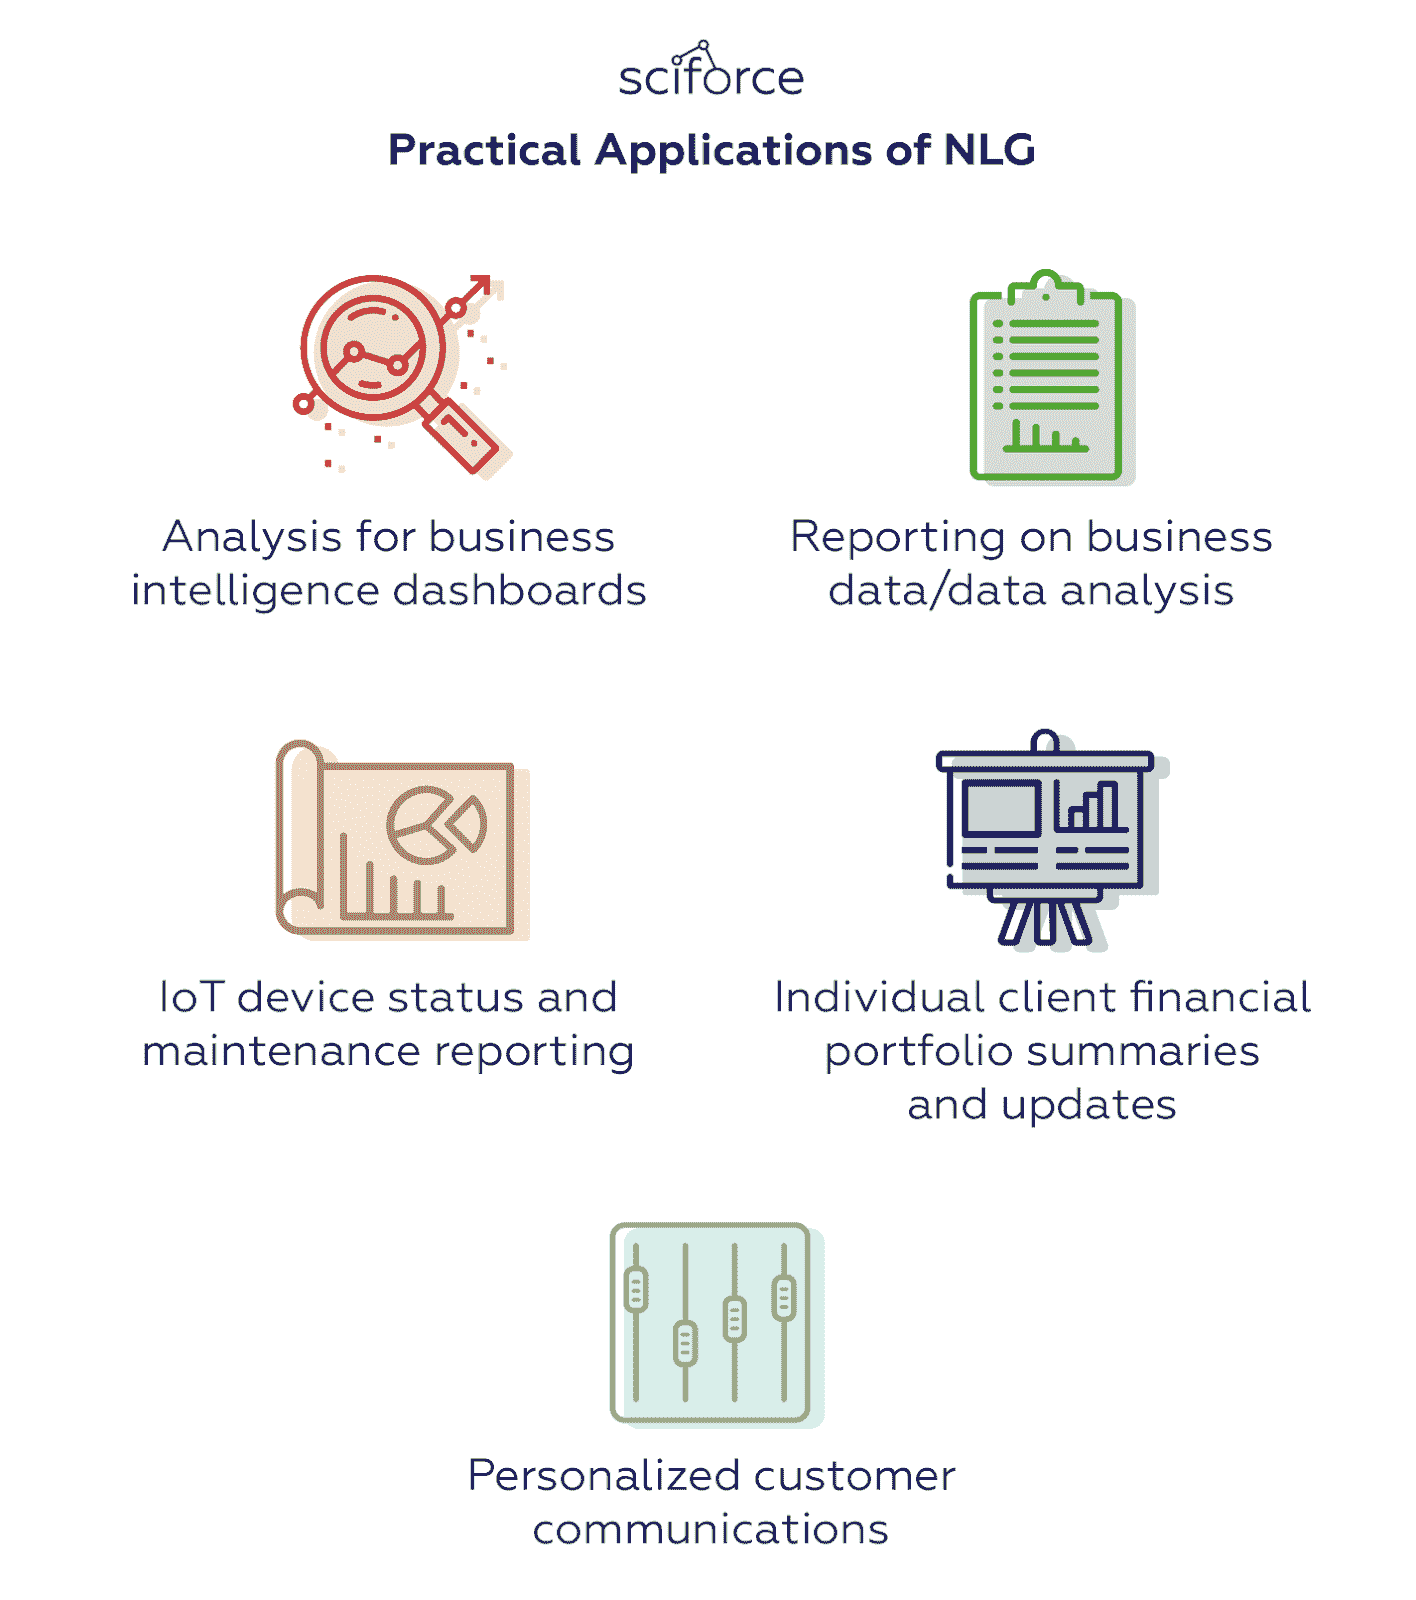 sciforce
Practical Applications of NLG
Analysis for business
intelligence dashboards
Reporting on business
data/data analysis
IoT device status and
maintenance reporting
Individual client financial
portfolio summaries
and updates
Personalized customer
communications